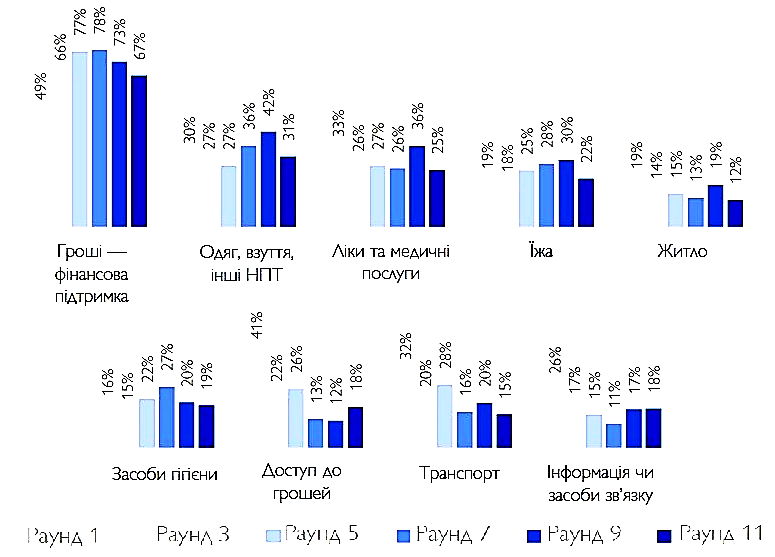 49% 66% 77% 78% 73% 67%
Гроші —
фінансова
підтримка
30% 27% 27% 36% 42% 31%
Одяг, взуття,
інші НПТ
33% 26% 27% 26% 36% 25%
Ліки та медичні
послуги
19% 18% 25% 28% 30% 22%
Їжа
19% 14% 15% 13% 19% 12%
Житло
16% 15% 22% 27% 20% 19%
Засоби гігієни
41% 22% 26% 13% 12% 18%
Доступ до
грошей
32% 20% 28% 16% 20% 15%
Транспорт
26% 17% 15% 11% 17% 18%
Інформація чи
засоби зв'язку
Раунд 1 Раунд 3 Раунд 5 Раунд 7 Раунд 9 Раунд 11